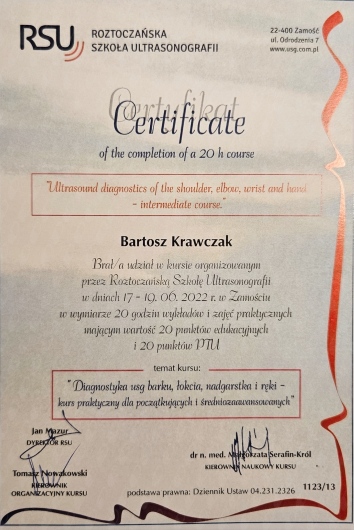 RSU
ROZTOCZAŃSKA
SZKOŁA ULTRASONOGRAFII
22-400 Zamość
ul. Odrodzenia 7
www.usg.com.pl
Certyfikat
Certificate
of the completion of a 20 h course
"Ultrasound diagnostics of the shoulder, elbow, wrist and hand
- intermediate course."
Bartosz Krawczak
Brał/a udział w kursie organizowanym
przez Roztoczańską Szkołę Ultrasonografii
w dniach 17 - 19. 06. 2022 r. w Zamościu
w wymiarze 20 godzin wykładów i zajęć praktycznych
mającym wartość 20 punktów edukacyjnych
i 20 punktów PTU
temat kursu:
"Diagnostyka usg barku, łokcia, nadgarstka i ręki -
kurs praktyczny dla początkujących i średniozaawansowanych"
Jan Mazur
DYREKTOR RSU
dr n. med. Małgorzata Serafin-Król
KIEROWNIK NAUKOWY KURSU
Tomasz Nowakowski
KIEROWNIK
ORGANIZACYJNY KURSU
podstawa prawna: Dziennik Ustaw 04.231.2326
1123/13